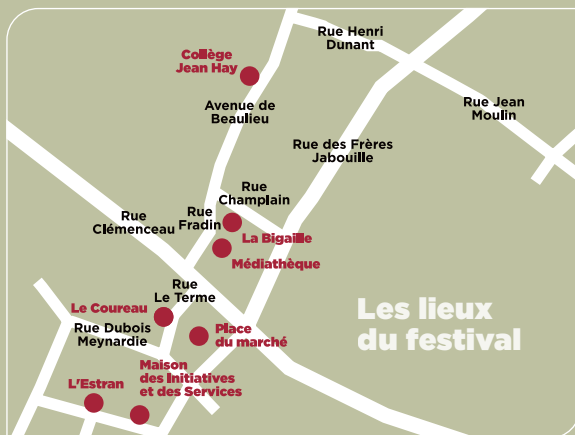 Rue Henri
Dunant
Collège
Jean Hay
Avenue de
Beaulieu
Rue Jean
Moulin
Rue des Frères
Jabouille
Rue
Champlain
Rue
Fradin
Rue
Clémenceau
La Bigaille
Médiathèque
Rue
Le Terme
Le Coureau
Rue Dubois
Meynardie
Place
du marché
Les lieux
du festival
Maison
des Initiatives
et des Services
L'Estran